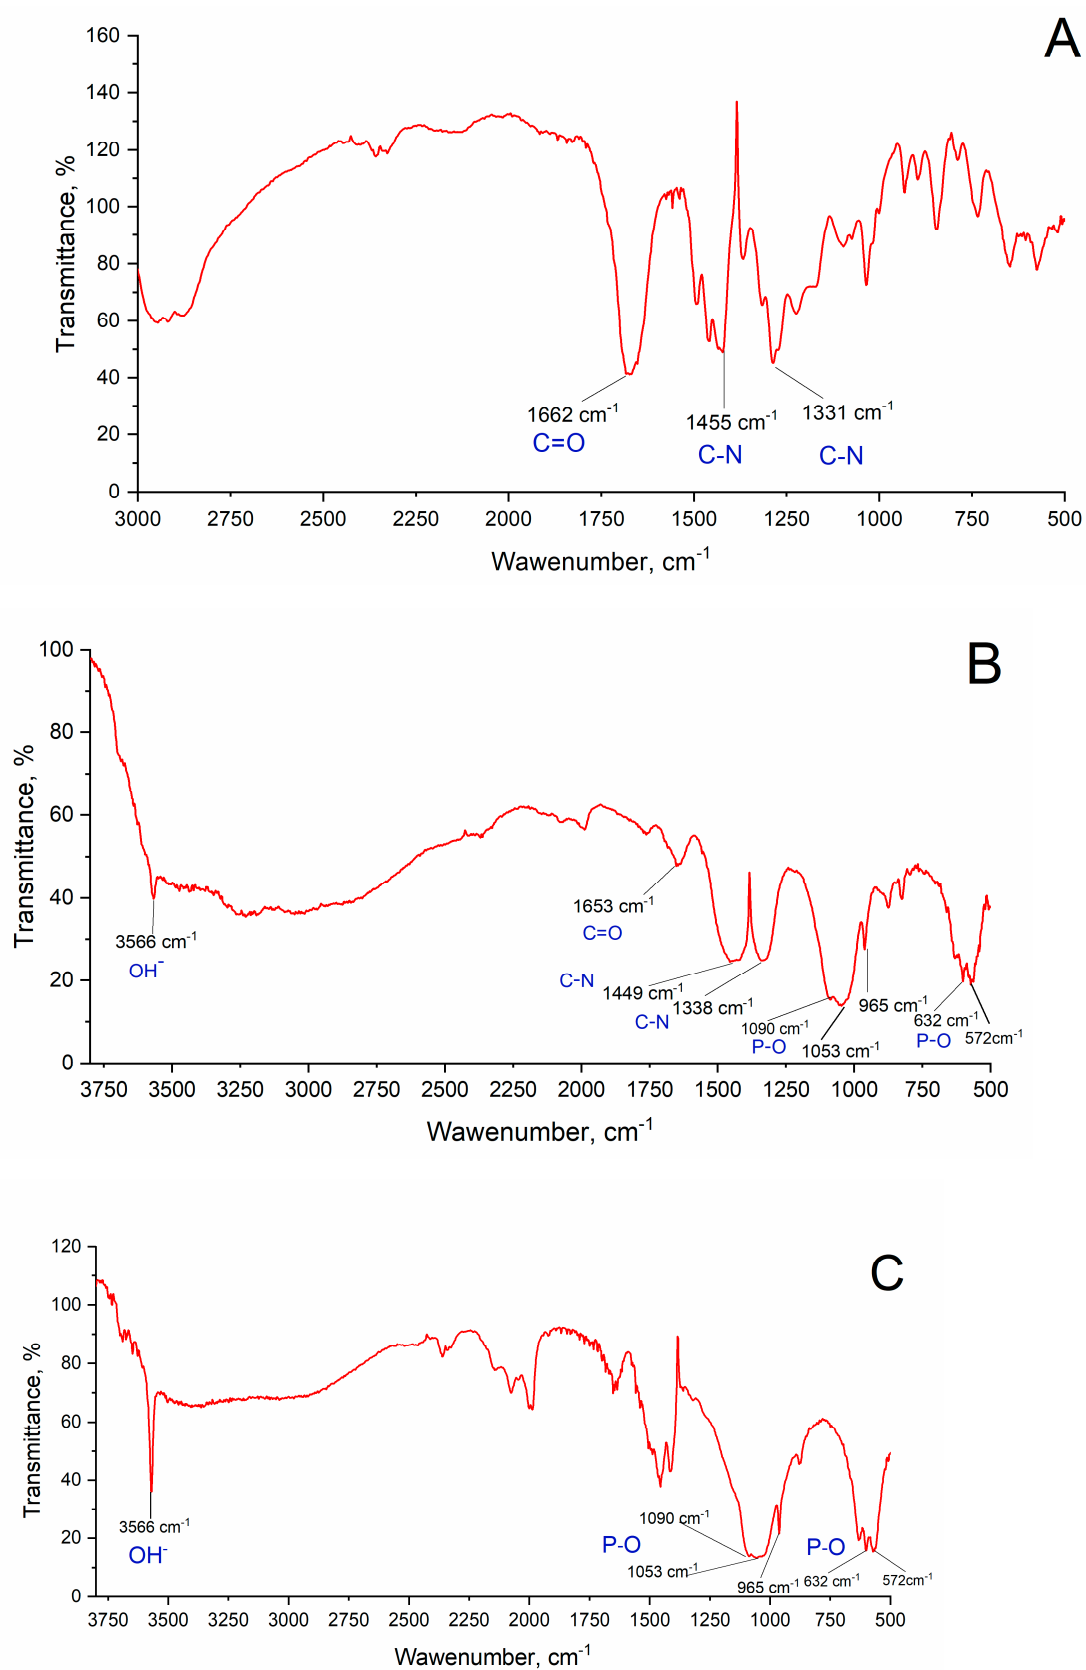 A
160
140
120
100
80
60
40
20
0
Transmittance, %
1662 cm⁻¹
C=O
1455 cm⁻¹
C-N
1331 cm⁻¹
C-N
3000 2750 2500 2250 2000 1750 1500 1250 1000 750 500
Wawenumber, cm⁻¹
B
100
80
60
40
20
0
Transmittance, %
3566 cm⁻¹
OH⁻
1653 cm⁻¹
C=O
C-N
1449 cm⁻¹
C-N
1338 cm⁻¹
1090 cm⁻¹
P-O
1053 cm⁻¹
965 cm⁻¹
632 cm⁻¹
P-O
572cm⁻¹
3750 3500 3250 3000 2750 2500 2250 2000 1750 1500 1250 1000 750 500
Wawenumber, cm⁻¹
C
120
100
80
60
40
20
0
Transmittance, %
3566 cm⁻¹
OH⁻
1090 cm⁻¹
P-O
1053 cm⁻¹
965 cm⁻¹
P-O
632 cm⁻¹
572cm⁻¹
3750 3500 3250 3000 2750 2500 2250 2000 1750 1500 1250 1000 750 500
Wawenumber, cm⁻¹